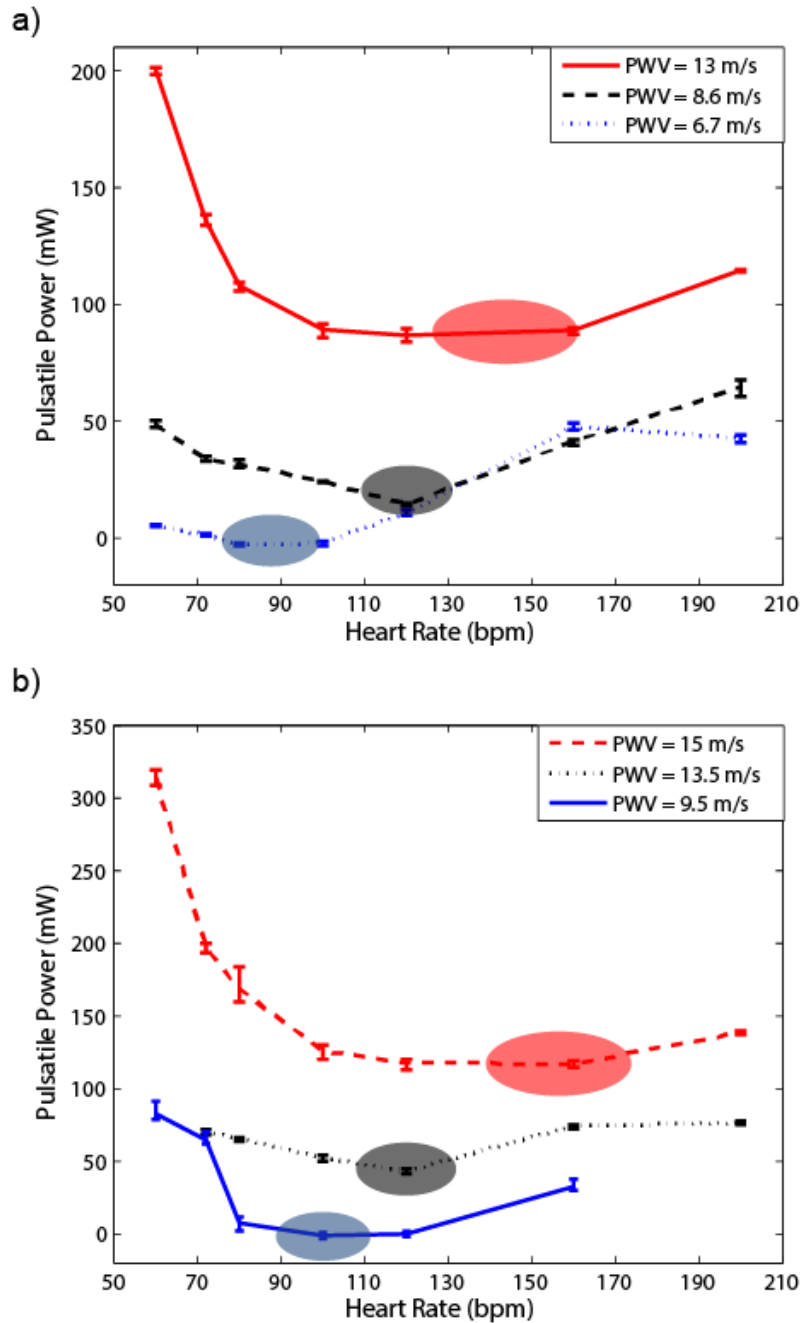 a)
PWV = 13 m/s
PWV = 8.6 m/s
PWV = 6.7 m/s
200
150
100
50
0
Pulsatile Power (mW)
50 70 90 110 130 150 170 190 210
Heart Rate (bpm)
b)
PWV = 15 m/s
PWV = 13.5 m/s
PWV = 9.5 m/s
350
300
250
200
150
100
50
0
Pulsatile Power (mW)
50 70 90 110 130 150 170 190 210
Heart Rate (bpm)